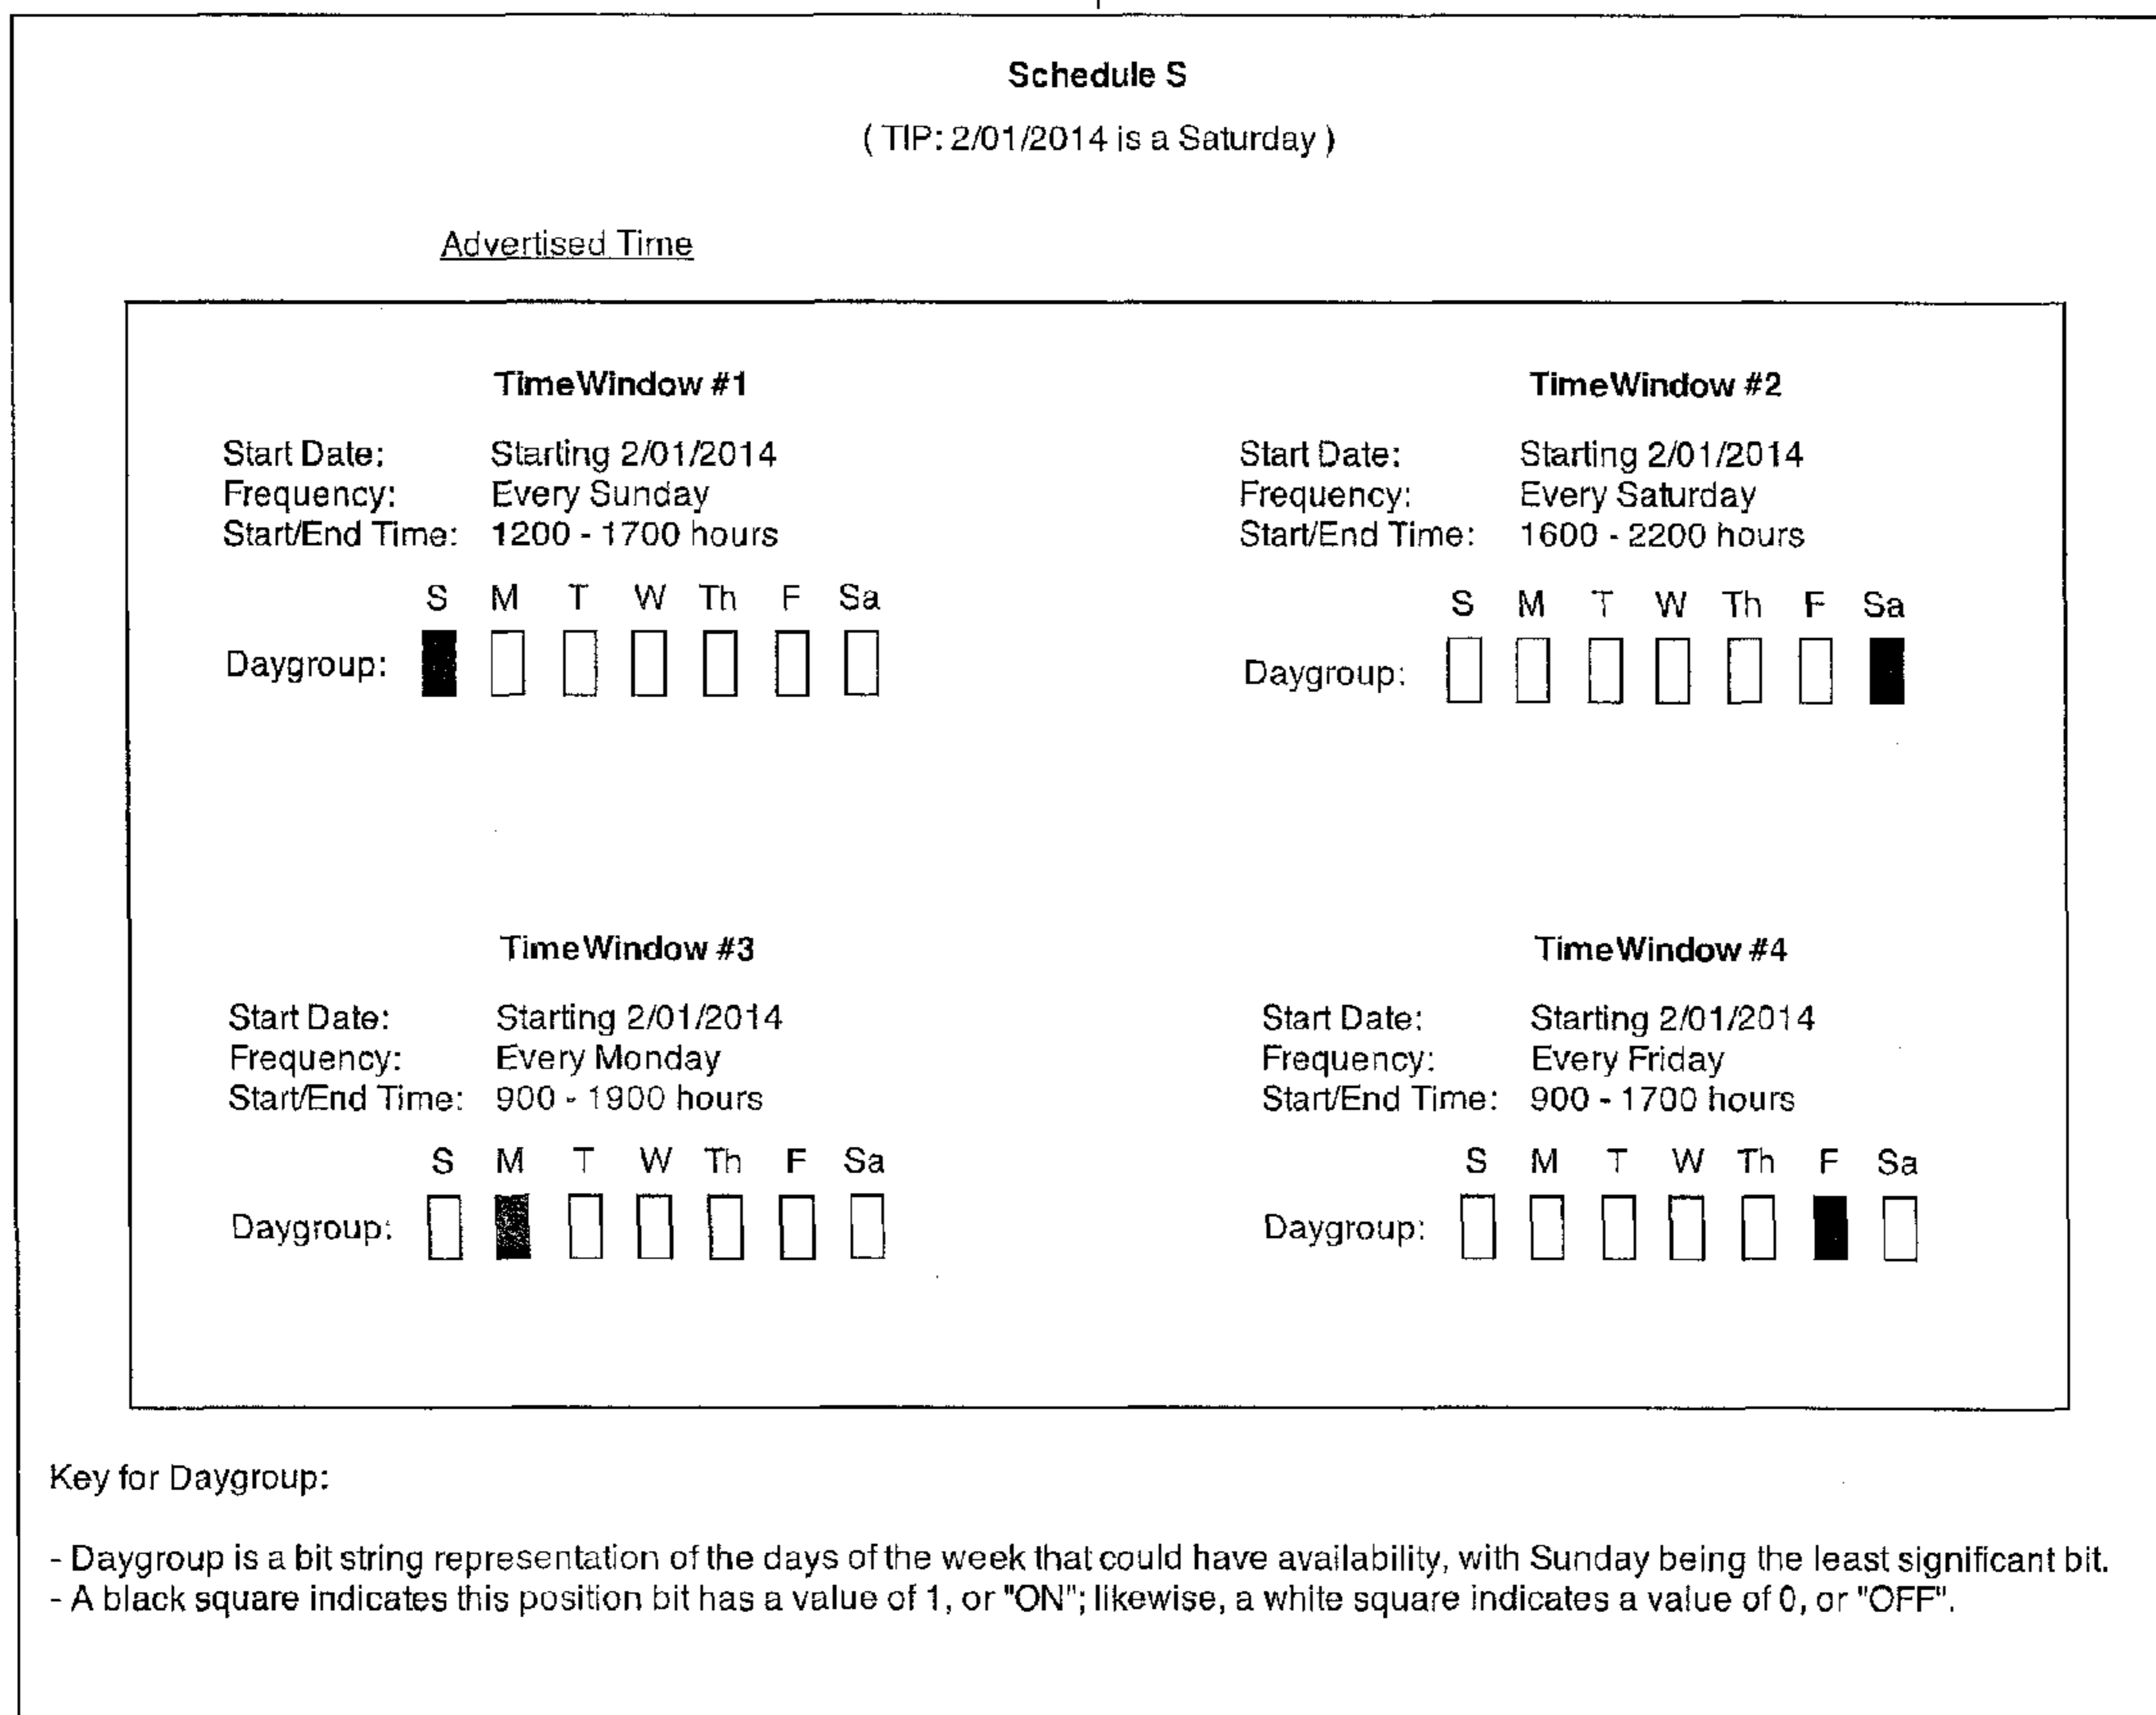 Schedule S
( TIP: 2/01/2014 is a Saturday )
Advertised Time
TimeWindow #1
Start Date: Starting 2/01/2014
Frequency: Every Sunday
Start/End Time: 1200 - 1700 hours
S M T W Th F Sa
Daygroup:
TimeWindow #2
Start Date: Starting 2/01/2014
Frequency: Every Saturday
Start/End Time: 1600 - 2200 hours
S M T W Th F Sa
Daygroup:
TimeWindow #3
Start Date: Starting 2/01/2014
Frequency: Every Monday
Start/End Time: 900 - 1900 hours
S M T W Th F Sa
Daygroup:
TimeWindow #4
Start Date: Starting 2/01/2014
Frequency: Every Friday
Start/End Time: 900 - 1700 hours
S M T W Th F Sa
Daygroup:
Key for Daygroup:
- Daygroup is a bit string representation of the days of the week that could have availability, with Sunday being the least significant bit.
- A black square indicates this position bit has a value of 1, or "ON"; likewise, a white square indicates a value of 0, or "OFF".